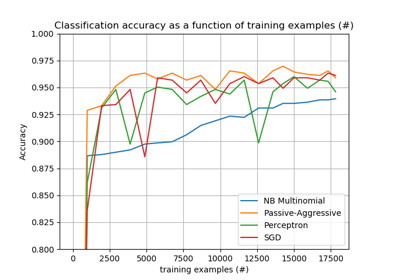 Classification accuracy as a function of training examples (#)
1.000
0.975
0.950
0.925
0.900
0.875
0.850
0.825
0.800
Accuracy
NB Multinomial
Passive-Aggressive
Perceptron
SGD
0 2500 5000 7500 10000 12500 15000 17500
training examples (#)